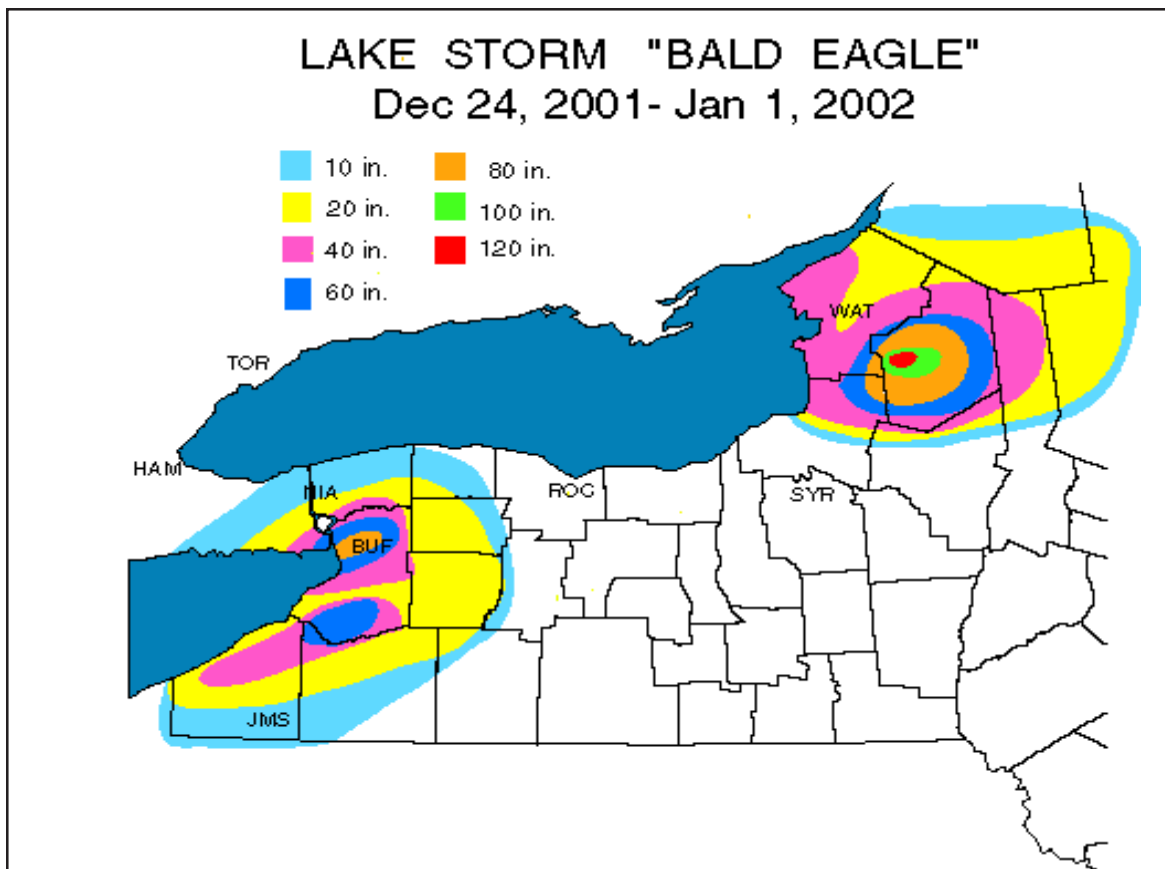 LAKE STORM "BALD EAGLE"
Dec 24, 2001- Jan 1, 2002
10 in.
80 in.
20 in.
100 in.
40 in.
120 in.
60 in.
WAT
TOR
HAM
NIA
ROC
SYR
BUF
JMS